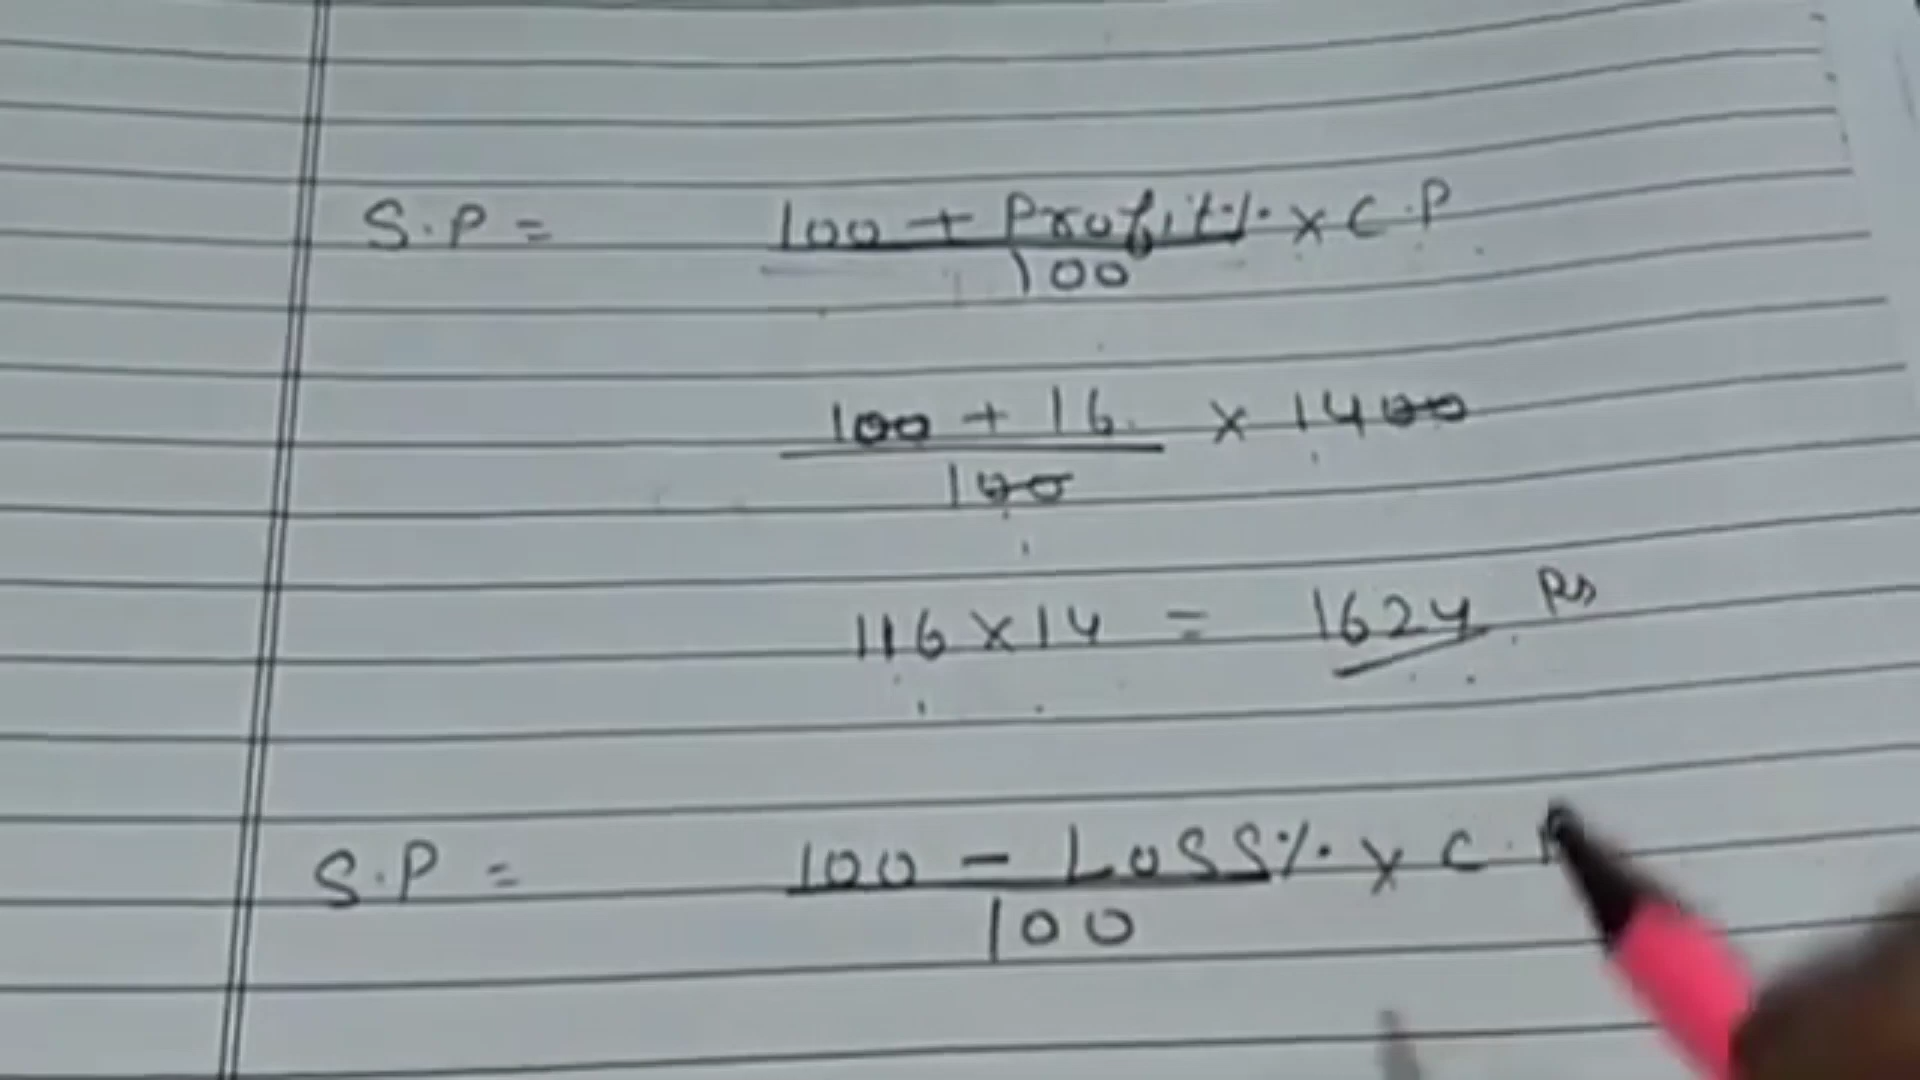 S.P = 100 + Profit% x C.P
100
100 + 16 x 1400
100
116 x 14 = 1624 Rs
S.P = 100 - Loss% x C.P
100